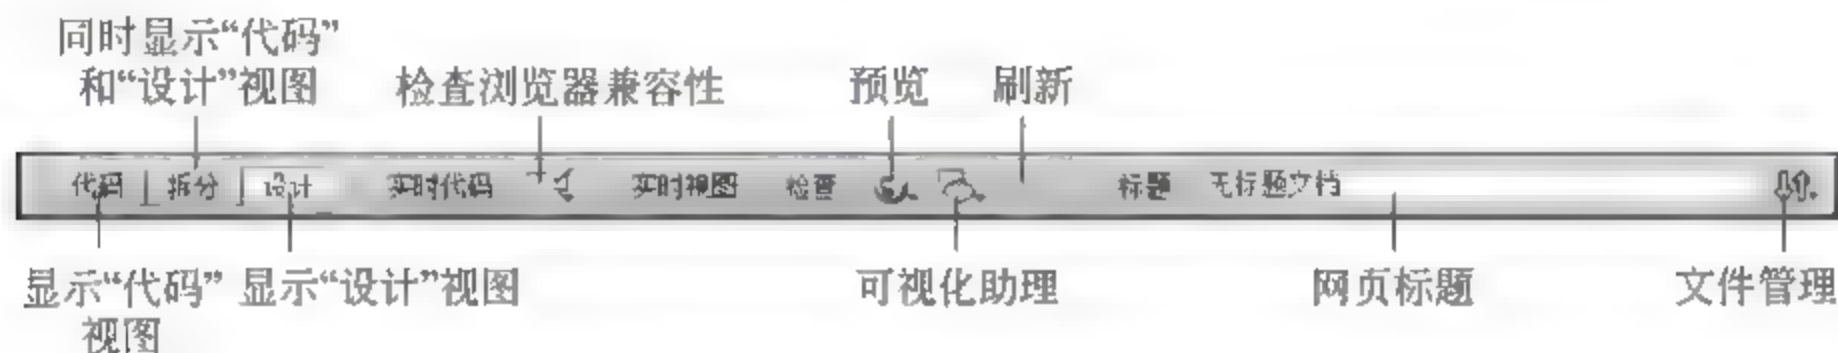 同时显示“代码”
和“设计”视图
检查浏览器兼容性
预览
刷新
代码 拆分 设计 实时代码 实时视图 检查 标题 无标题文档
显示“代码”
视图
显示“设计”视图
可视化助理
网页标题
文件管理